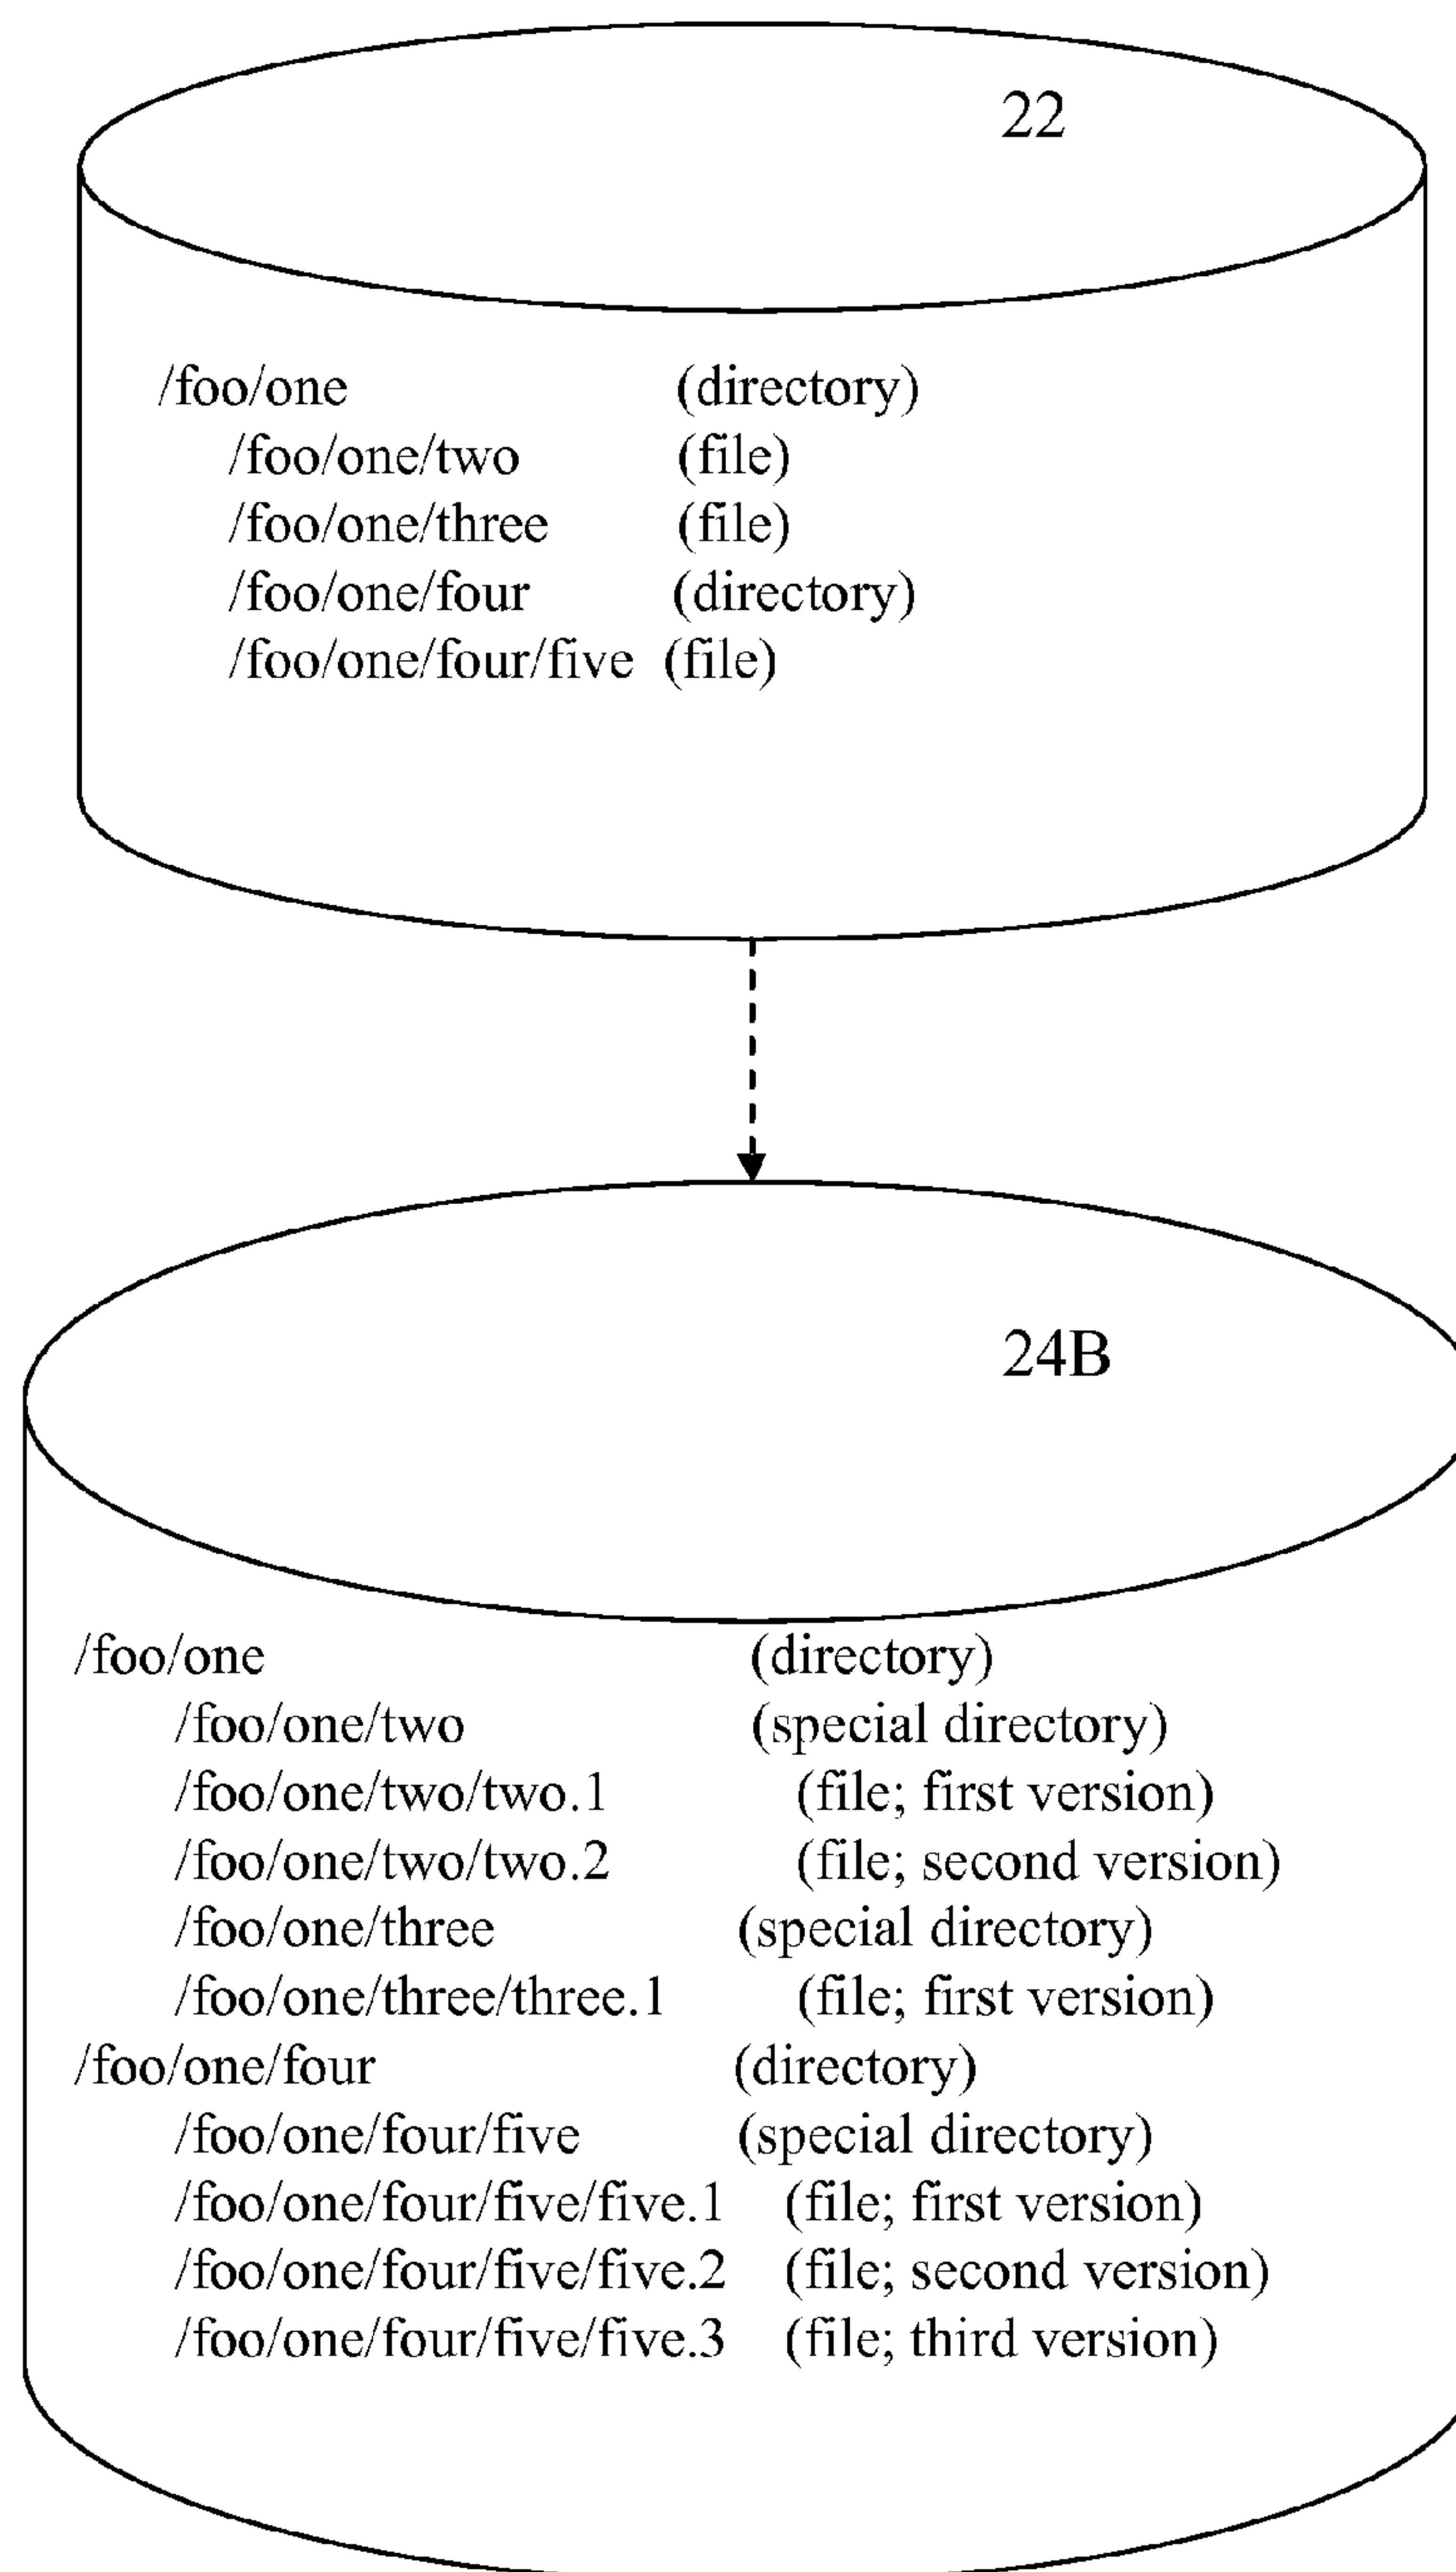 22
/foo/one (directory)
/foo/one/two (file)
/foo/one/three (file)
/foo/one/four (directory)
/foo/one/four/five (file)
24B
/foo/one (directory)
/foo/one/two (special directory)
/foo/one/two/two.1 (file; first version)
/foo/one/two/two.2 (file; second version)
/foo/one/three (special directory)
/foo/one/three/three.1 (file; first version)
/foo/one/four (directory)
/foo/one/four/five (special directory)
/foo/one/four/five/five.1 (file; first version)
/foo/one/four/five/five.2 (file; second version)
/foo/one/four/five/five.3 (file; third version)